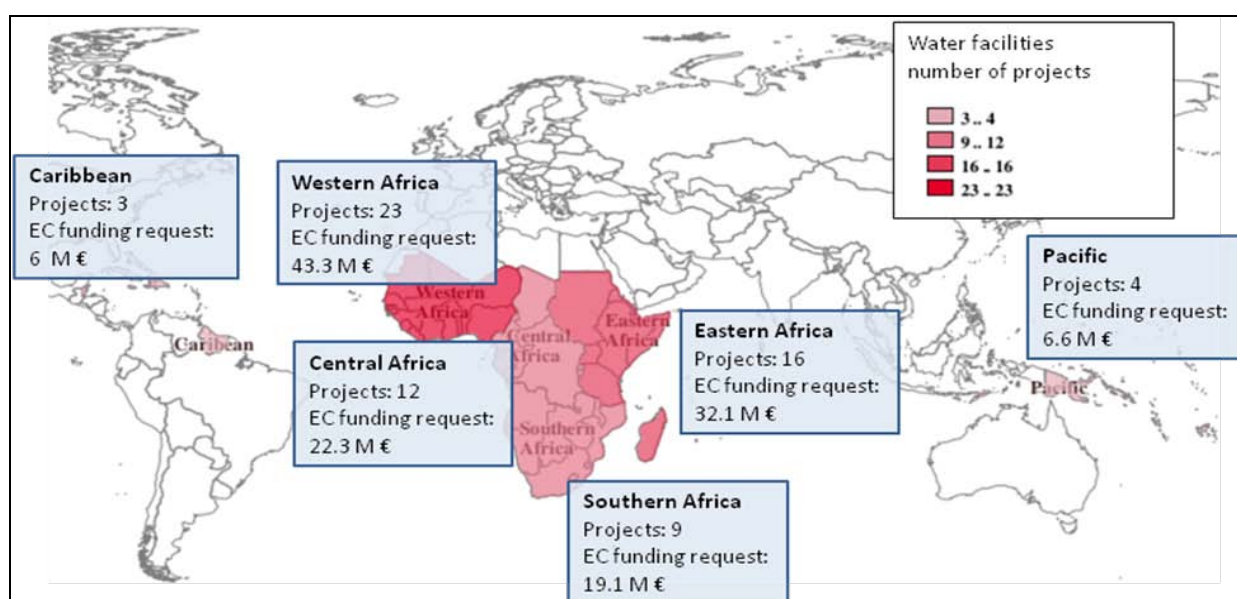 Water facilities
number of projects
3 .. 4
9 .. 12
16 .. 16
23 .. 23
Caribbean
Projects: 3
EC funding request:
6 M €
Western Africa
Projects: 23
EC funding request:
43.3 M €
Pacific
Projects: 4
EC funding request:
6.6 M €
Central Africa
Projects: 12
EC funding request:
22.3 M €
Eastern Africa
Projects: 16
EC funding request:
32.1 M €
Southern Africa
Projects: 9
EC funding request:
19.1 M €
Western
Africa
Central
Africa
Eastern
Africa
Southern
Africa
Caribean
Pacific